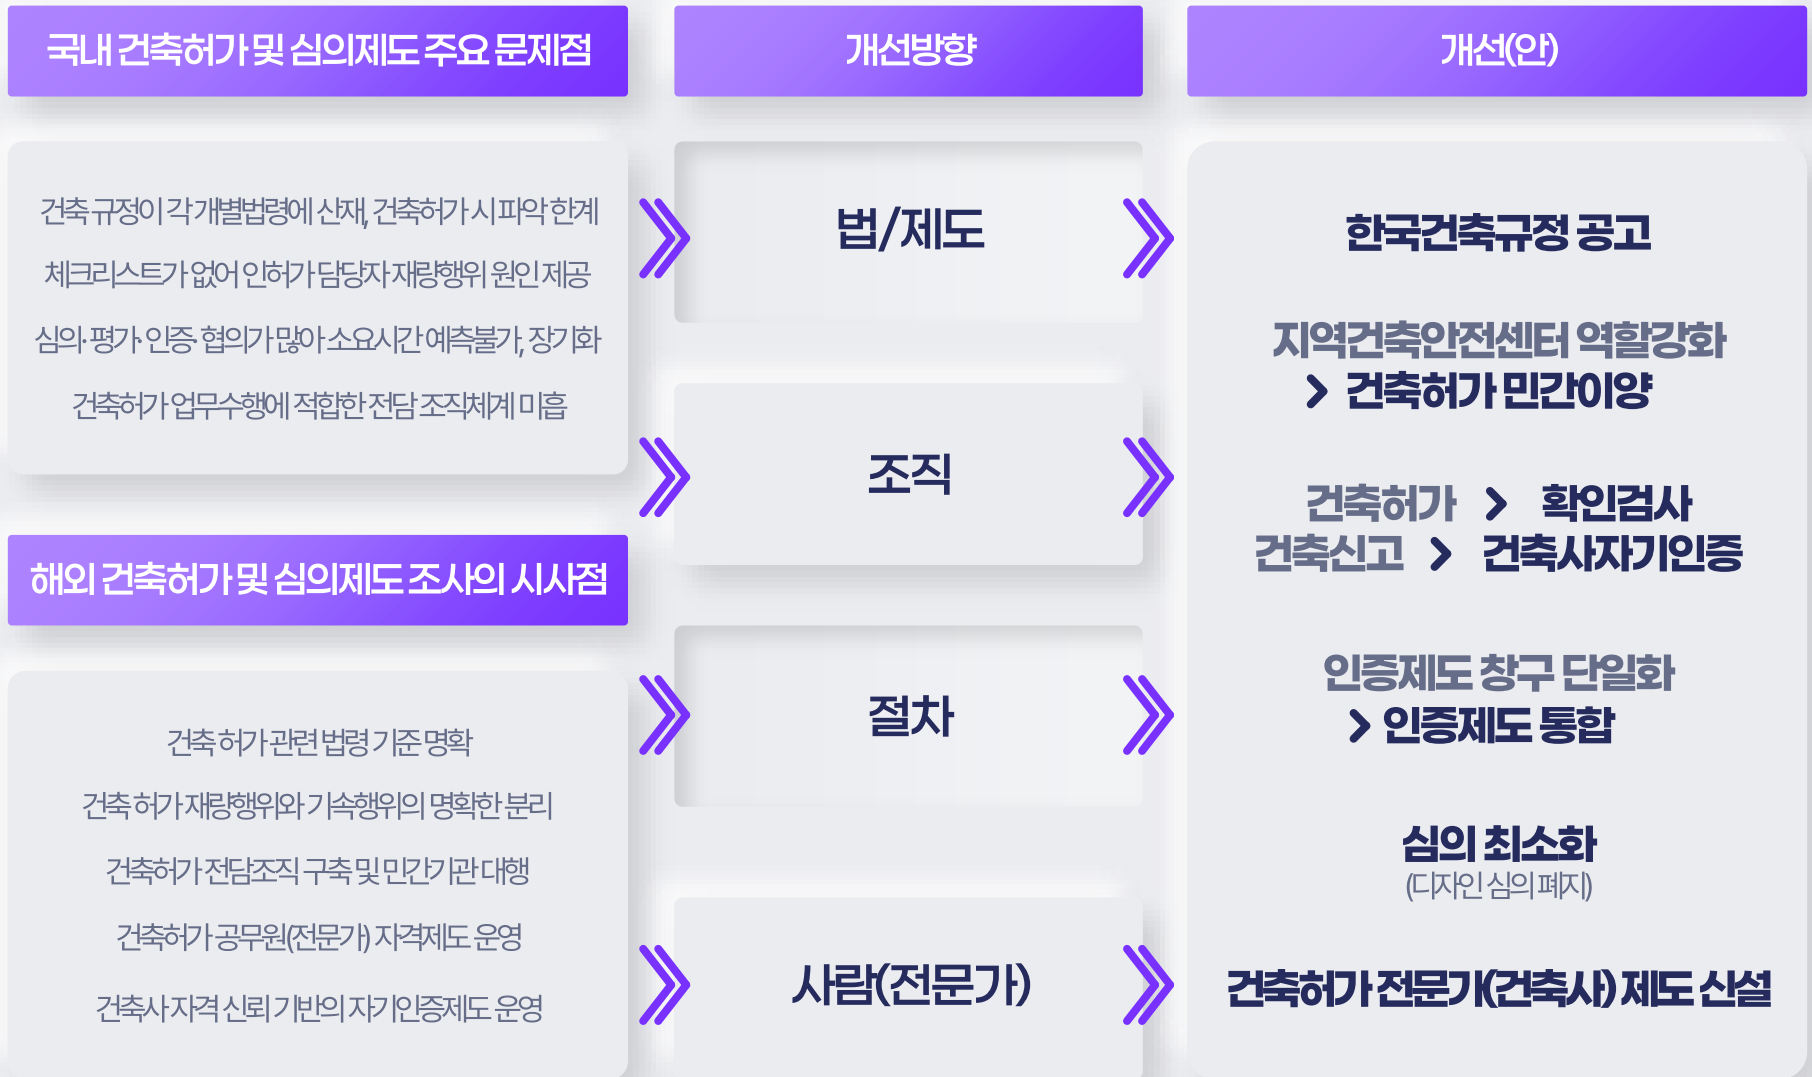 국내 건축허가 및 심의제도 주요 문제점
건축 규정이 각 개별법령에 산재, 건축허가 시 파악 한계
체크리스트가 없어 인허가 담당자 재량행위 원인 제공
심의· 평가· 인증· 협의가 많아 소요시간 예측불가, 장기화
건축허가 업무수행에 적합한 전담 조직체계 미흡
해외 건축허가 및 심의제도 조사의 시사점
건축 허가 관련 법령 기준 명확
건축 허가 재량행위와 기속행위의 명확한 분리
건축허가 전담조직 구축 및 민간기관 대행
건축허가 공무원(전문가) 자격제도 운영
건축사 자격 신뢰 기반의 자기인증제도 운영
개선방향
법/제도
조직
절차
사람(전문가)
개선(안)
한국건축규정 공고
지역건축안전센터 역할강화
> 건축허가 민간이양
건축허가 > 확인검사
건축신고 > 건축사자기인증
인증제도 창구 단일화
> 인증제도 통합
심의 최소화
(디자인 심의 폐지)
건축허가 전문가(건축사) 제도 신설